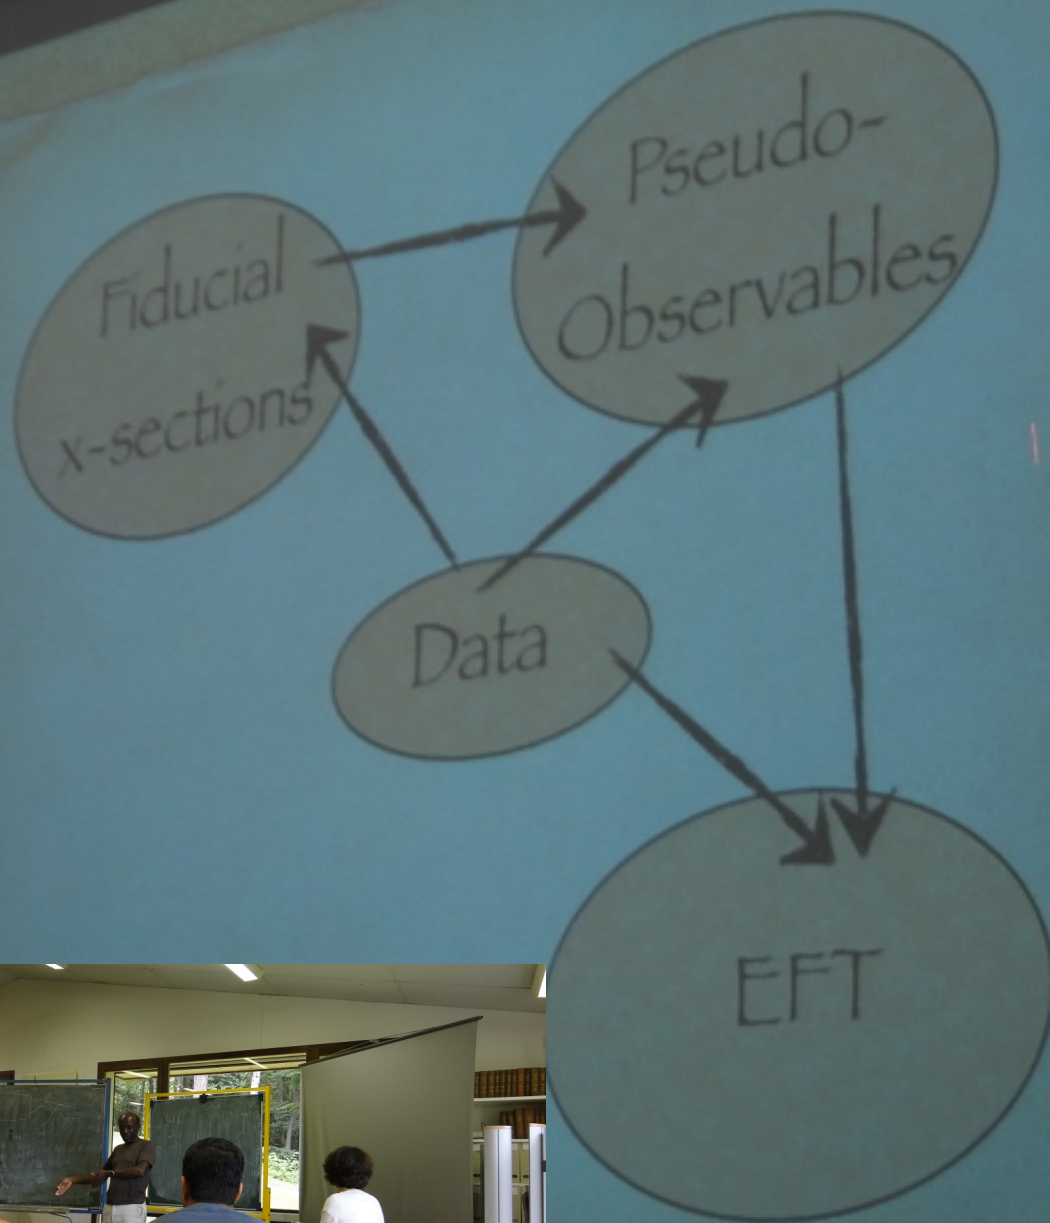 Pseudo-
Observables
Fiducial
x-sections
Data
EFT